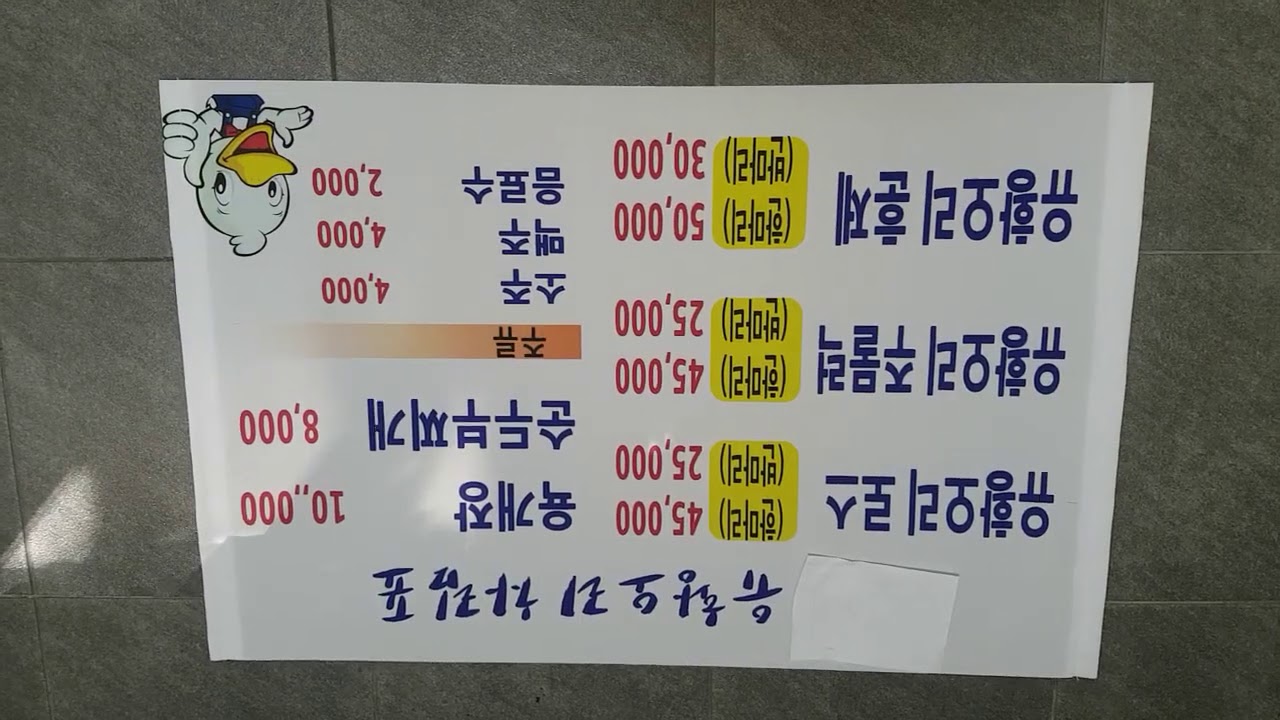 유황오리 차림표
유황오리 로스 (한마리) 45,000
(반마리) 25,000
유황오리 주물럭 (한마리) 45,000
(반마리) 25,000
유황오리 훈제 (한마리) 50,000
(반마리) 30,000
육개장 10,,000
순두부찌개 8,000
주류
소주 4,000
맥주 4,000
음료수 2,000